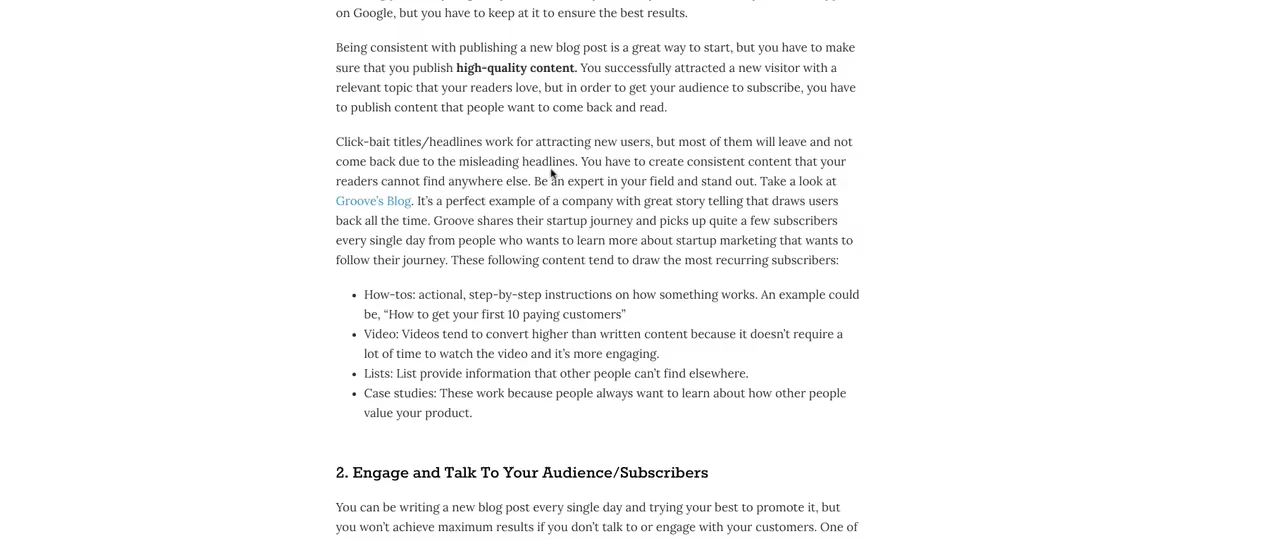 on Google, but you have to keep at it to ensure the best results.
Being consistent with publishing a new blog post is a great way to start, but you have to make
sure that you publish high-quality content. You successfully attracted a new visitor with a
relevant topic that your readers love, but in order to get your audience to subscribe, you have
to publish content that people want to come back and read.
Click-bait titles/headlines work for attracting new users, but most of them will leave and not
come back due to the misleading headlines. You have to create consistent content that your
readers cannot find anywhere else. Be an expert in your field and stand out. Take a look at
Groove's Blog. It's a perfect example of a company with great story telling that draws users
back all the time. Groove shares their startup journey and picks up quite a few subscribers
every single day from people who wants to learn more about startup marketing that wants to
follow their journey. These following content tend to draw the most recurring subscribers:
• How-tos: actional, step-by-step instructions on how something works. An example could
be, “How to get your first 10 paying customers”
• Video: Videos tend to convert higher than written content because it doesn't require a
lot of time to watch the video and it's more engaging.
• Lists: List provide information that other people can't find elsewhere.
• Case studies: These work because people always want to learn about how other people
value your product.
2. Engage and Talk To Your Audience/Subscribers
You can be writing a new blog post every single day and trying your best to promote it, but
you won't achieve maximum results if you don't talk to or engage with your customers. One of